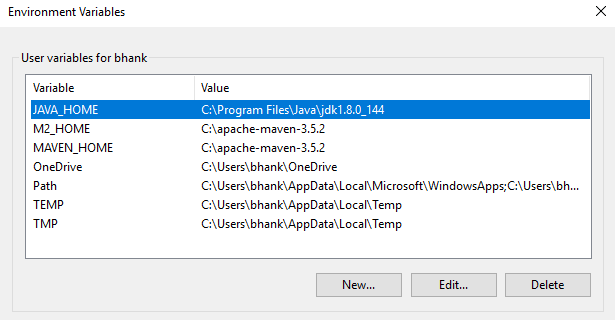 Environment Variables
User variables for bhank
Variable Value
JAVA_HOME C:\Program Files\Java\jdk1.8.0_144
M2_HOME C:\apache-maven-3.5.2
MAVEN_HOME C:\apache-maven-3.5.2
OneDrive C:\Users\bhank\OneDrive
Path C:\Users\bhank\AppData\Local\Microsoft\WindowsApps;C:\Users\bh...
TEMP C:\Users\bhank\AppData\Local\Temp
TMP C:\Users\bhank\AppData\Local\Temp
New... Edit... Delete